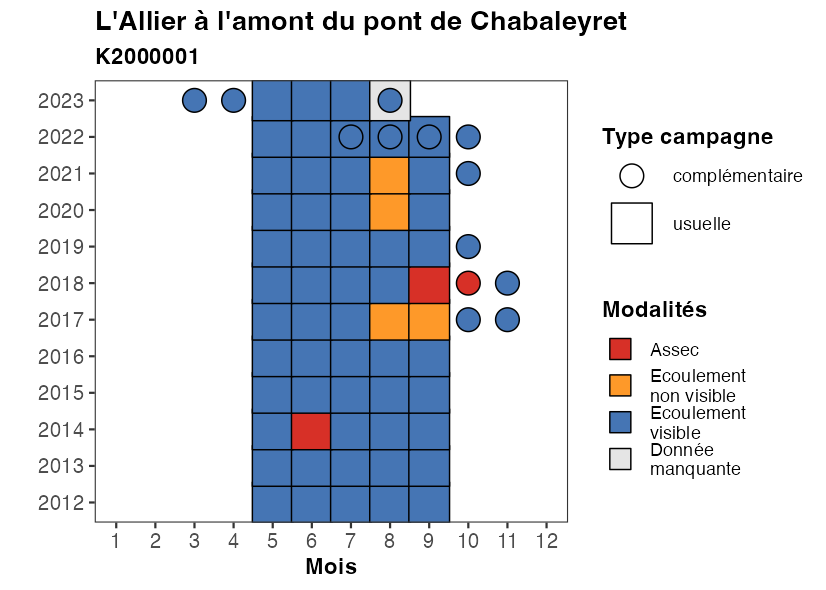 L'Allier à l'amont du pont de Chabaleyret
K2000001
2023
2022
2021
2020
2019
2018
2017
2016
2015
2014
2013
2012
1 2 3 4 5 6 7 8 9 10 11 12
Mois
Type campagne
complémentaire
usuelle
Modalités
Assec
Ecoulement
non visible
Ecoulement
visible
Donnée
manquante